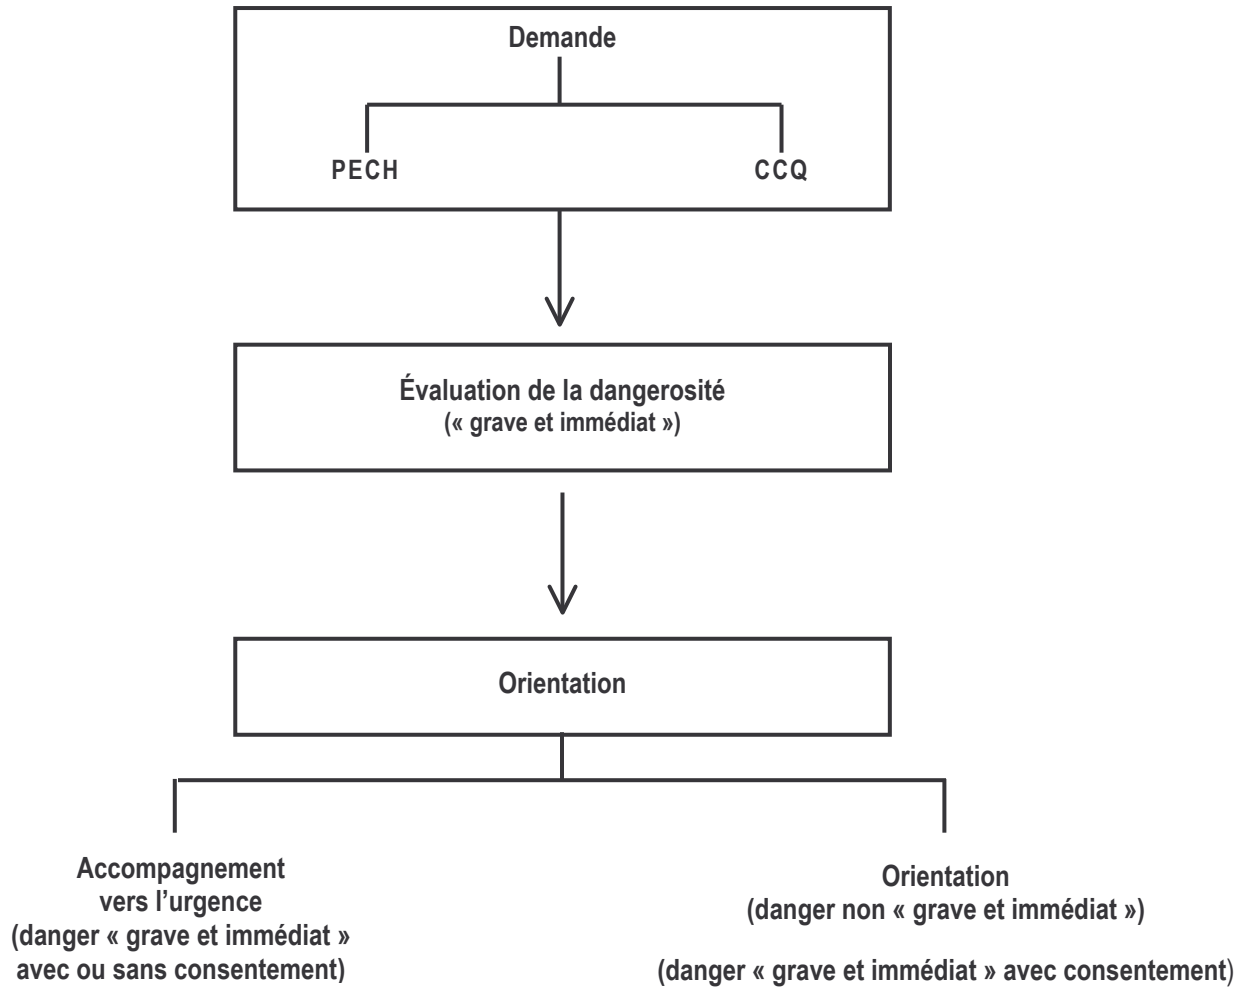 Demande
PECH
CCQ
Évaluation de la dangerosité
(« grave et immédiat »)
Orientation
Accompagnement
vers l’urgence
(danger « grave et immédiat »
avec ou sans consentement)
Orientation
(danger non « grave et immédiat »)
(danger « grave et immédiat » avec consentement)